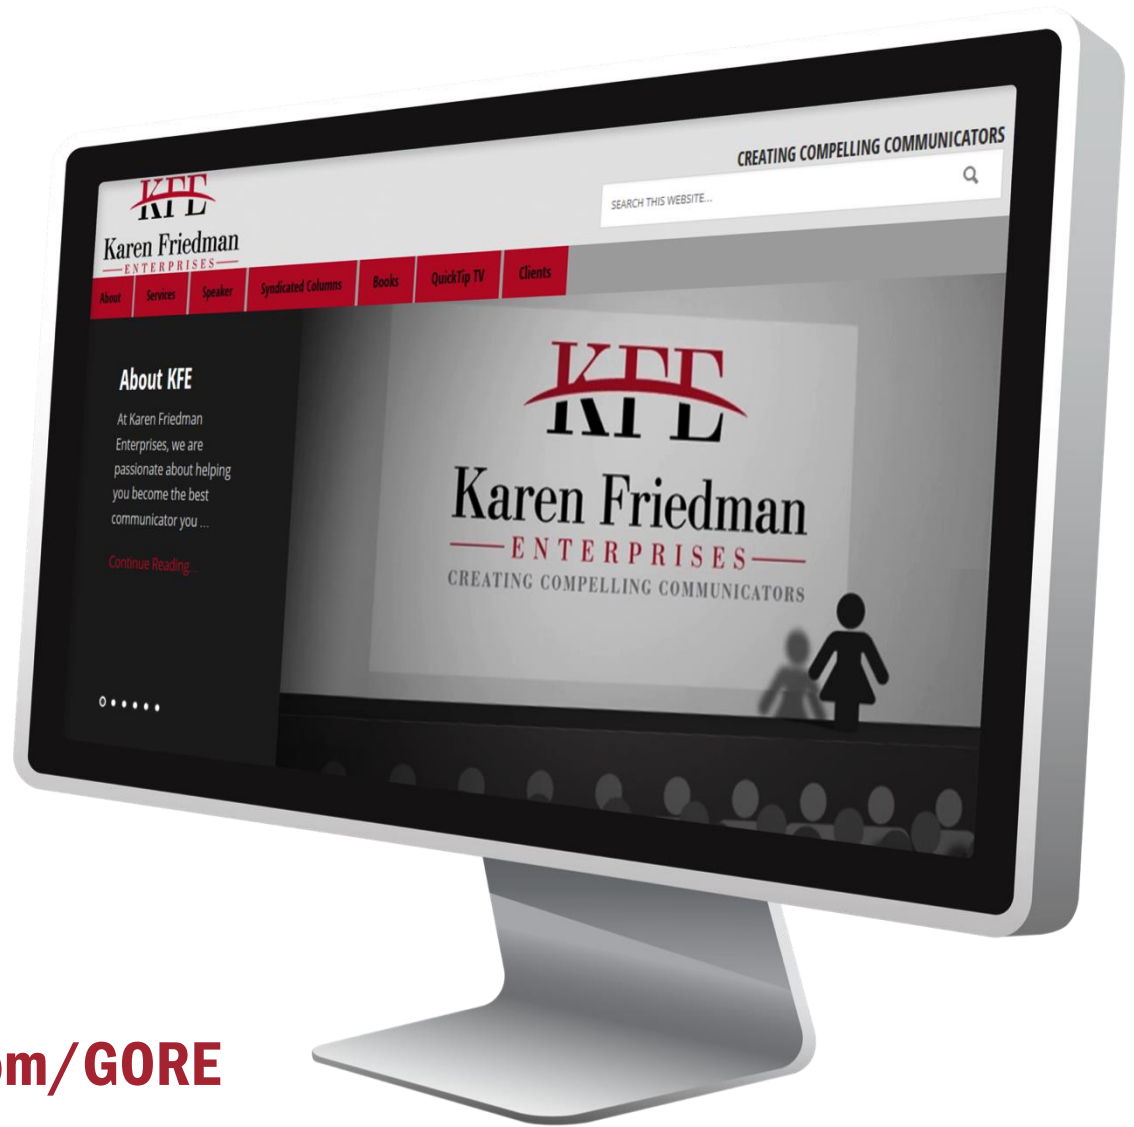 CREATING COMPELLING COMMUNICATORS
SEARCH THIS WEBSITE...
KFE
Karen Friedman
ENTERPRISES
About
Services
Speaker
Syndicated Columns
Books
QuickTip TV
Clients
About KFE
At Karen Friedman
Enterprises, we are
passionate about helping
you become the best
communicator you ...
Continue Reading...
KFE
Karen Friedman
ENTERPRISES
CREATING COMPELLING COMMUNICATORS
om/GORE